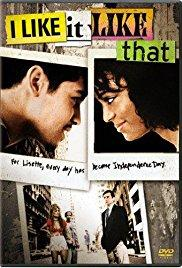 I LIKE it LIKE
that
For Lisette, every day has become Independence Day.
DVD